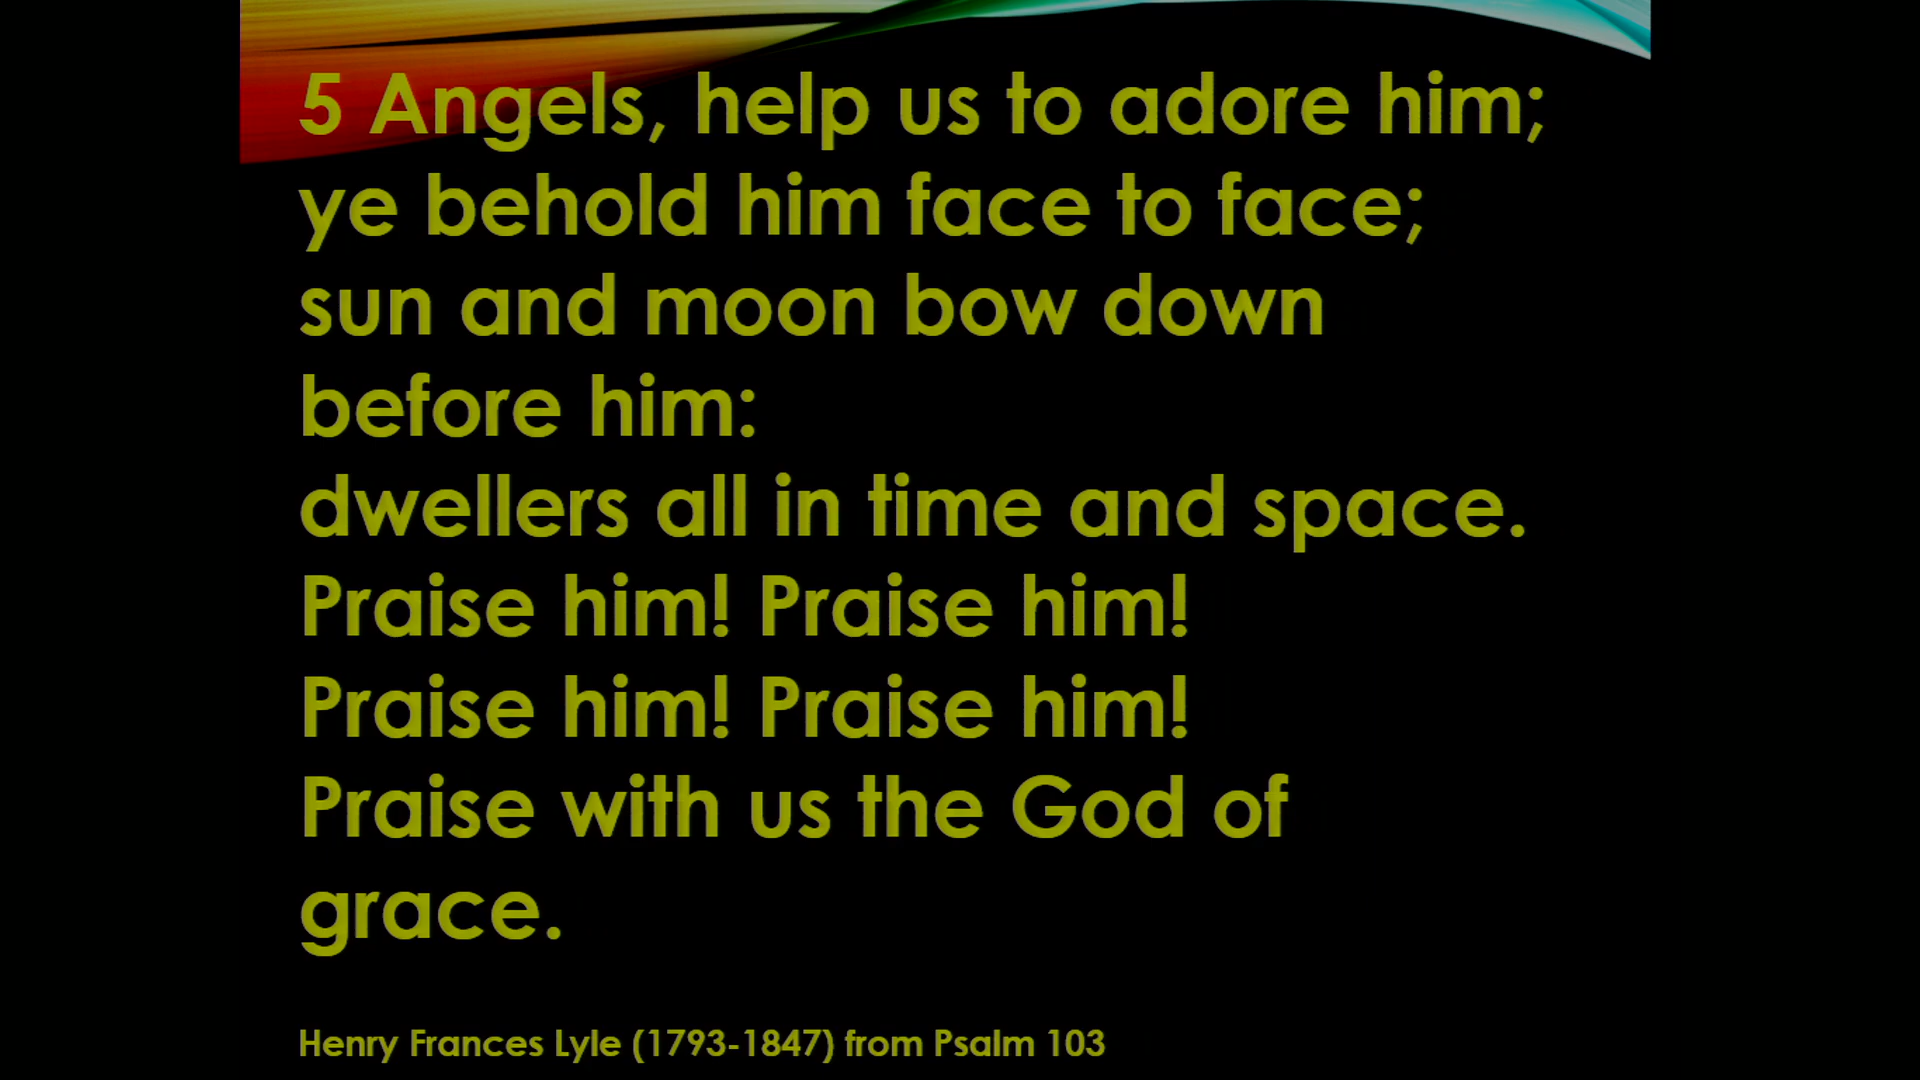 5 Angels, help us to adore him;
ye behold him face to face;
sun and moon bow down
before him:
dwellers all in time and space.
Praise him! Praise him!
Praise him! Praise him!
Praise with us the God of
grace.
Henry Frances Lyle (1793-1847) from Psalm 103